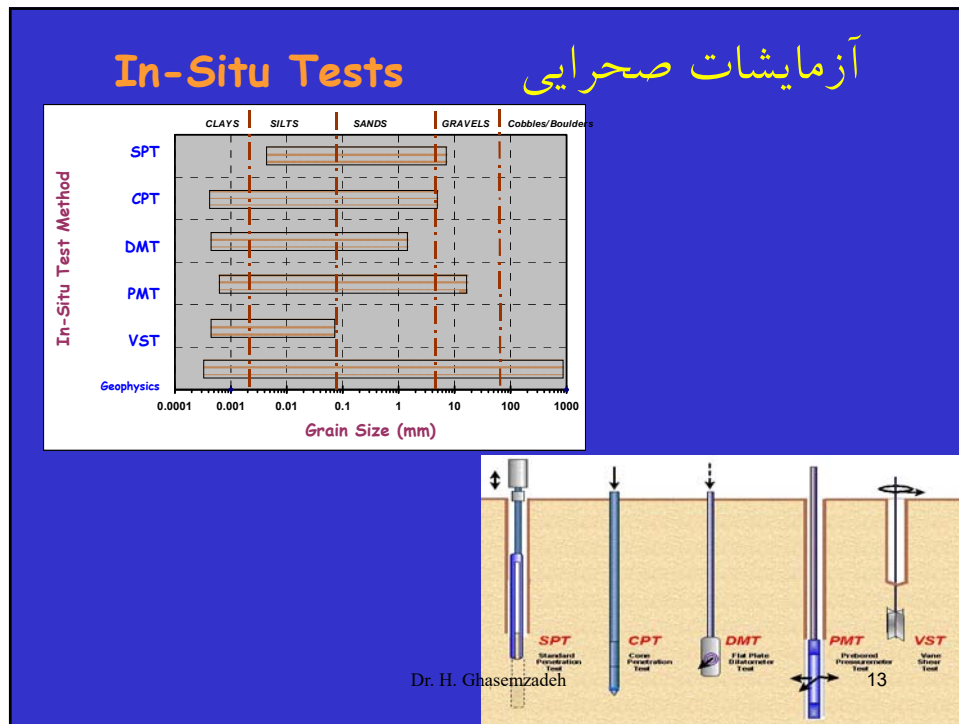 In-Situ Tests آزمایشات صحرایی
CLAYS SILTS SANDS GRAVELS Cobbles/Boulders
In-Situ Test Method
SPT
CPT
DMT
PMT
VST
Geophysics
0.0001 0.001 0.01 0.1 1 10 100 1000
Grain Size (mm)
SPT
Standard
Penetration
Test
CPT
Cone
Penetration
Test
DMT
Flat Plate
Dilatometer
Test
PMT
Prebored
Pressuremeter
Test
VST
Vane
Shear
Test
Dr. H. Ghasemzadeh
13